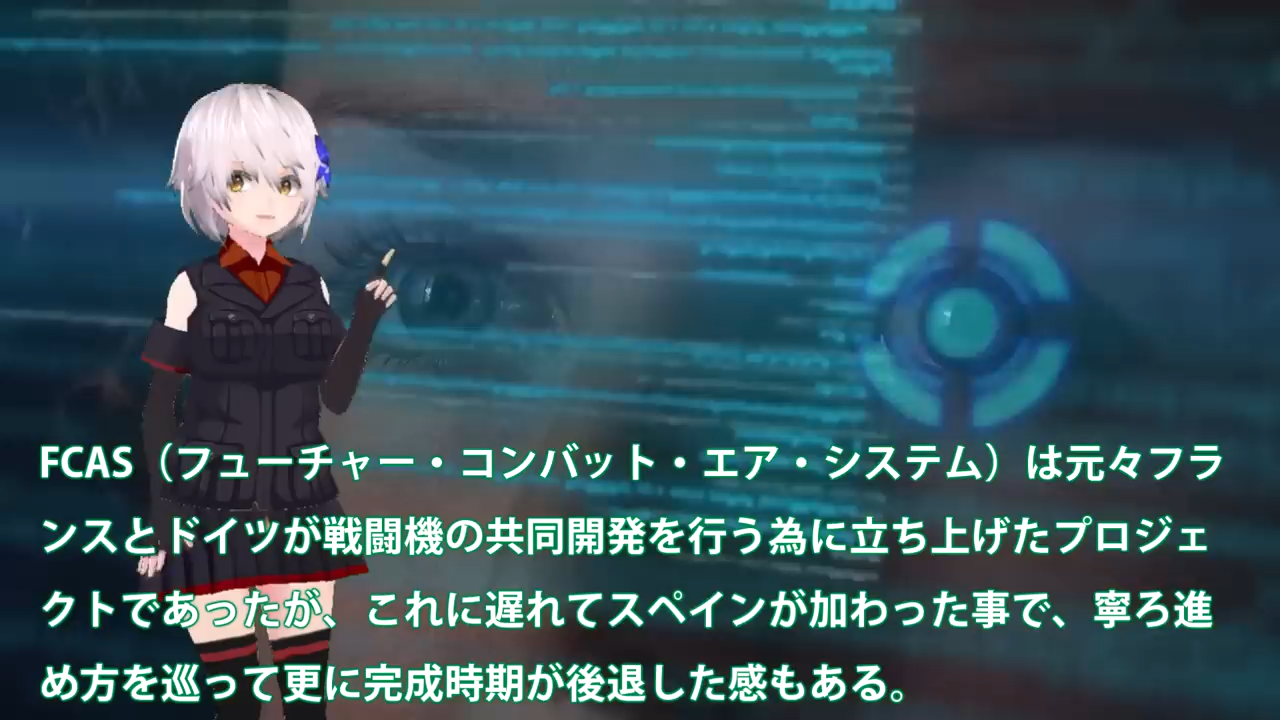 FCAS（フューチャー・コンバット・エア・システム）は元々フラ
ンスとドイツが戦闘機の共同開発を行う為に立ち上げたプロジェ
クトであったが、これに遅れてスペインが加わった事で、寧ろ進
め方を巡って更に完成時期が後退した感もある。